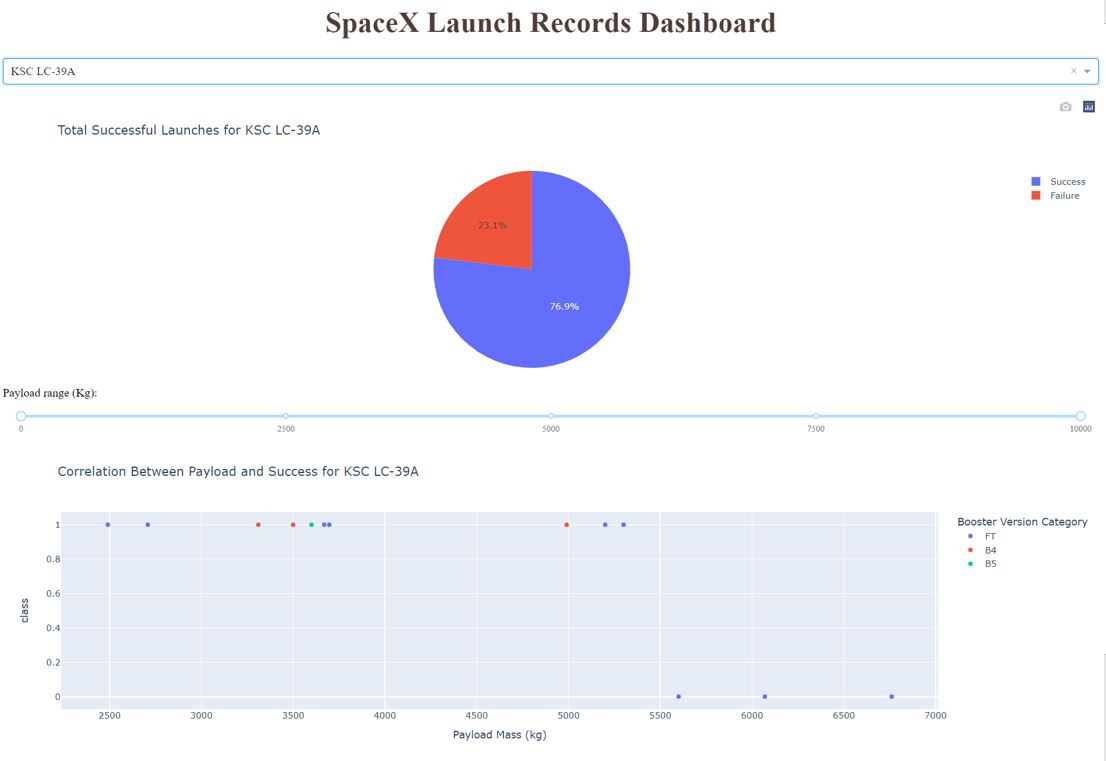 SpaceX Launch Records Dashboard
KSC LC-39A
Total Successful Launches for KSC LC-39A
Success
Failure
23.1%
76.9%
Payload range (Kg):
0 2500 5000 7500 10000
Correlation Between Payload and Success for KSC LC-39A
Booster Version Category
FT
B4
B5
class
1
0.8
0.6
0.4
0.2
0
2500 3000 3500 4000 4500 5000 5500 6000 6500 7000
Payload Mass (kg)